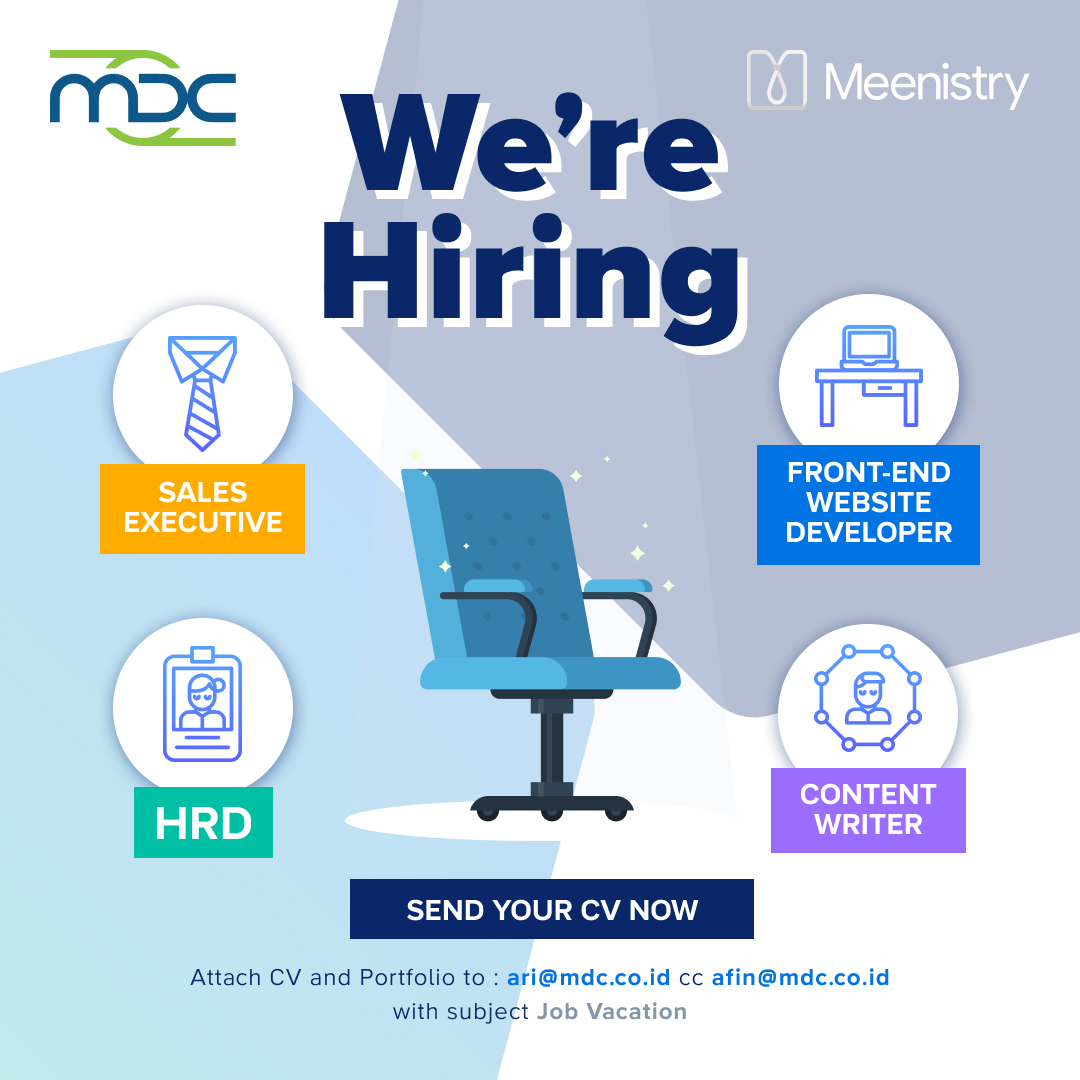 mDC
Meenistry
We're
Hiring
SALES
EXECUTIVE
FRONT-END
WEBSITE
DEVELOPER
HRD
CONTENT
WRITER
SEND YOUR CV NOW
Attach CV and Portfolio to : ari@mdc.co.id cc afin@mdc.co.id
with subject Job Vacation